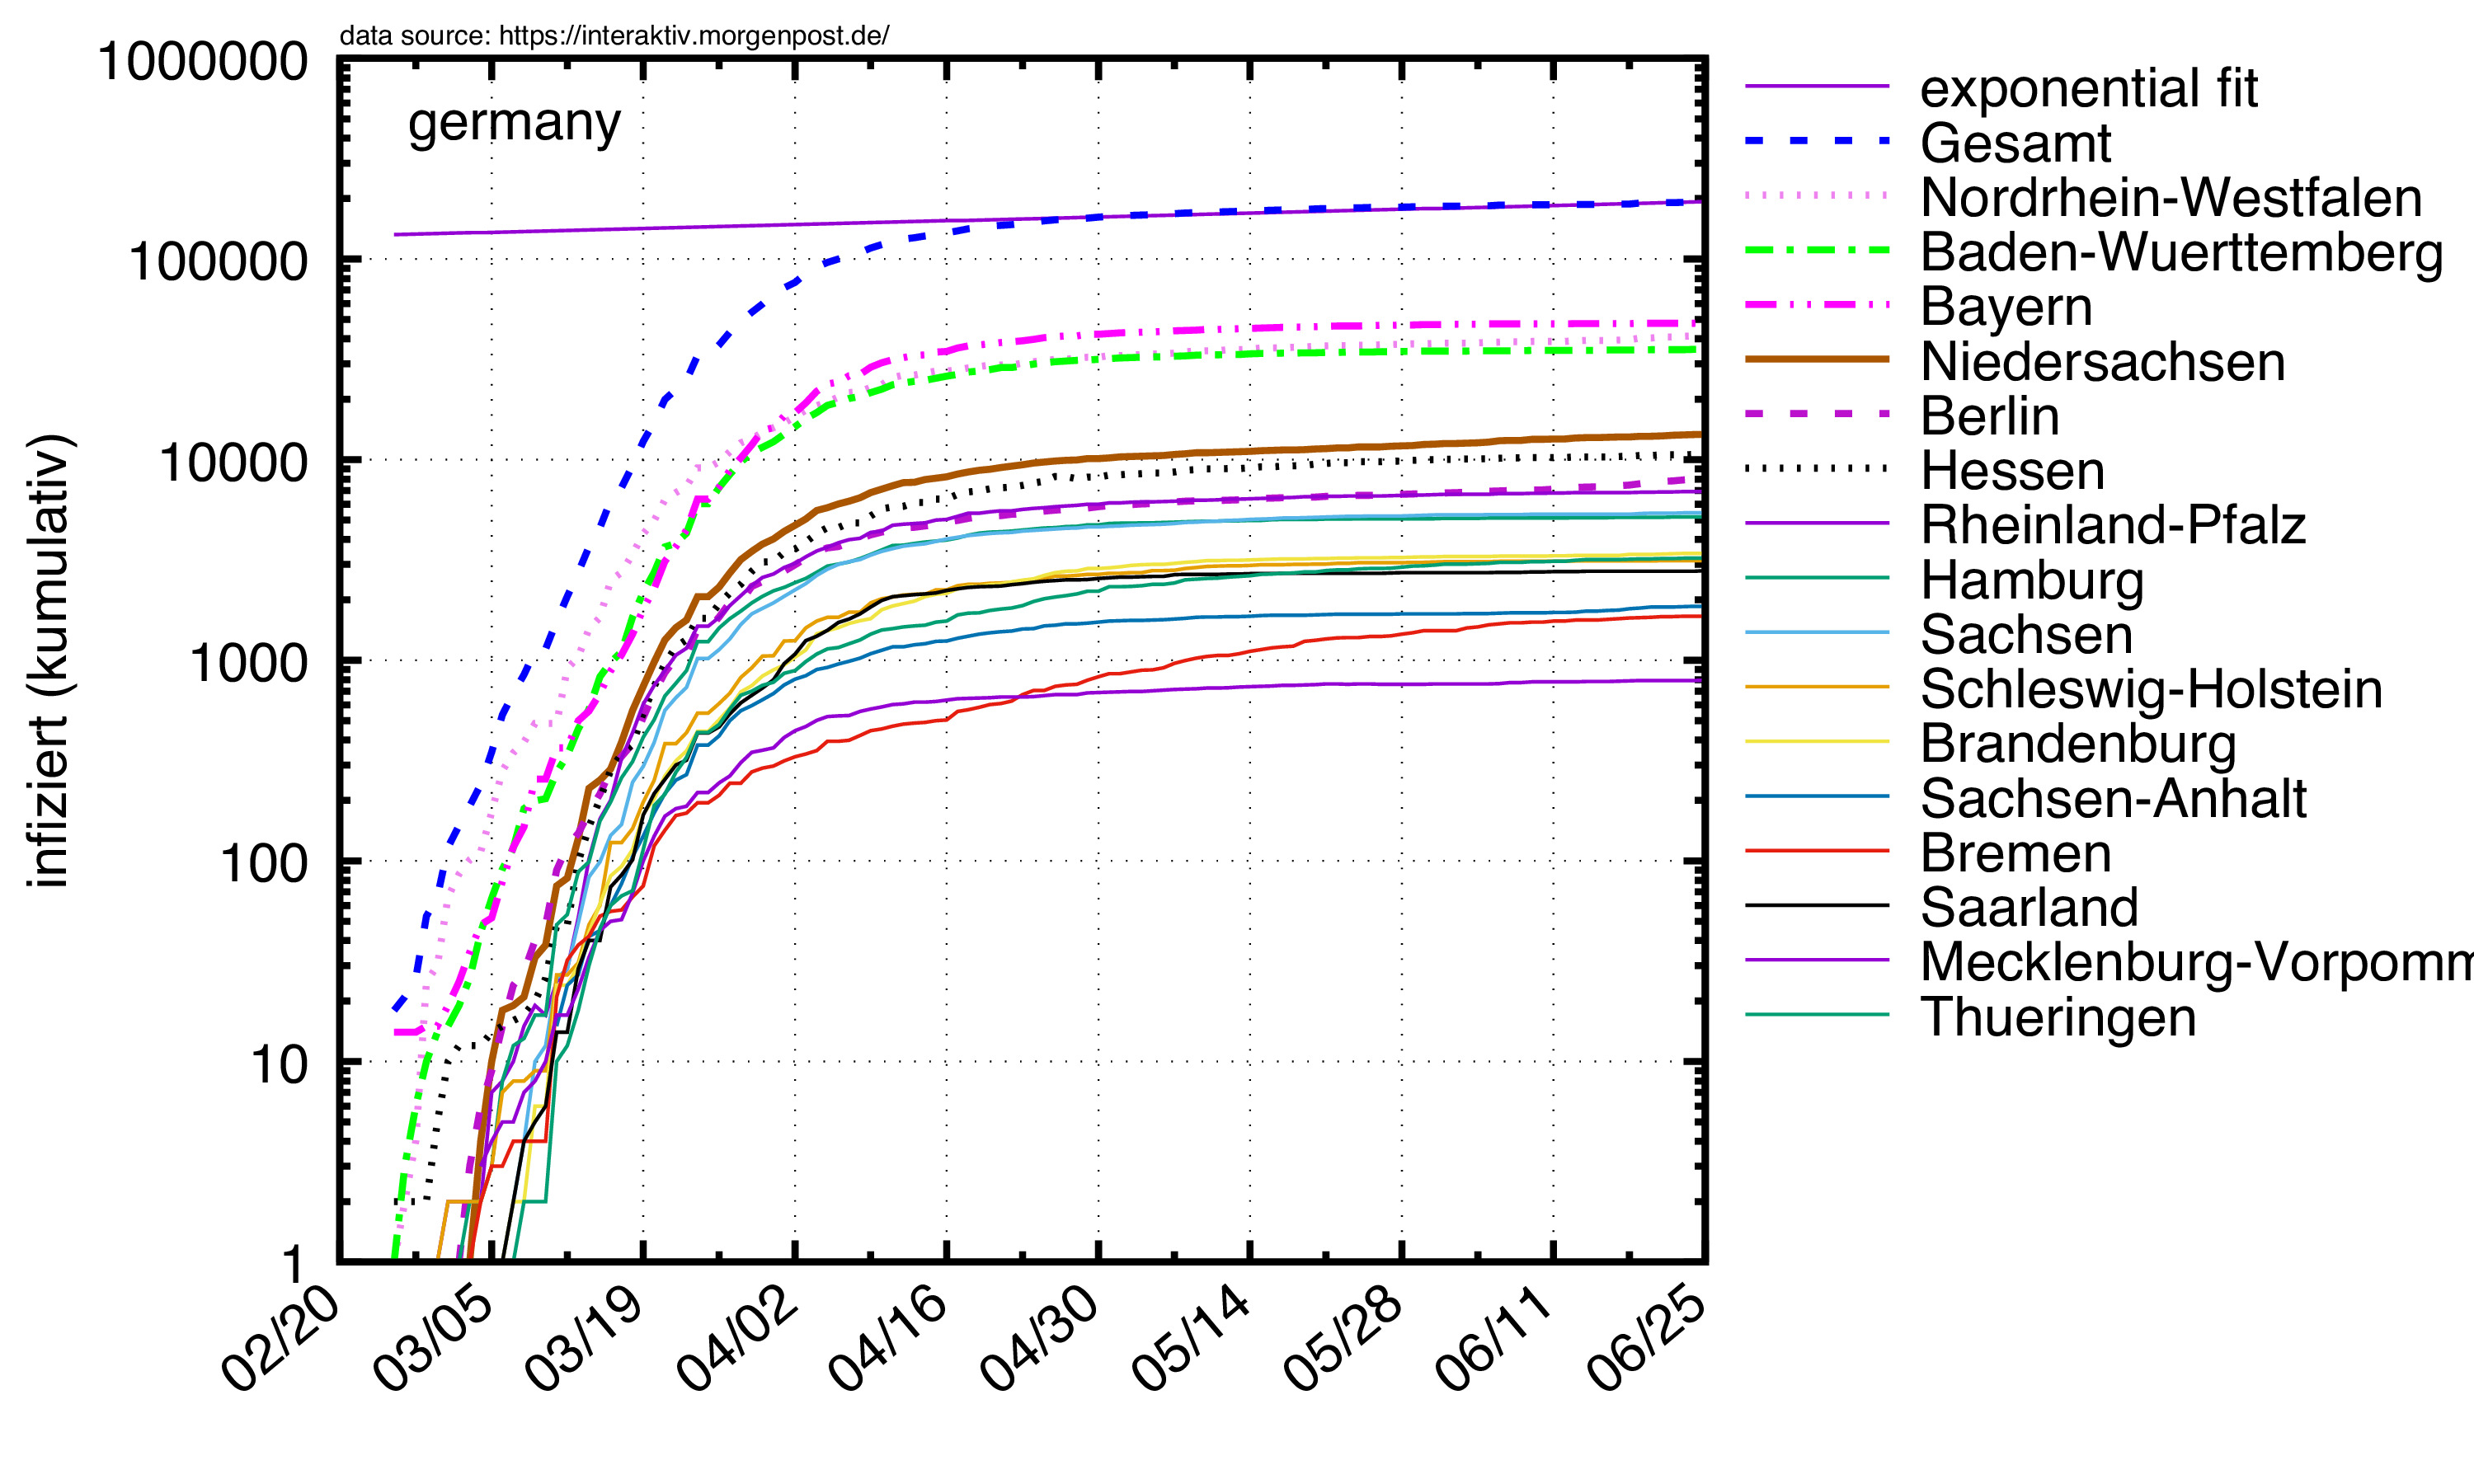 data source: https://interaktiv.morgenpost.de/
germany
infiziert (kumulativ)
1000000
100000
10000
1000
100
10
1
02/20
03/05
03/19
04/02
04/16
04/30
05/14
05/28
06/11
06/25
exponential fit
Gesamt
Nordrhein-Westfalen
Baden-Wuerttemberg
Bayern
Niedersachsen
Berlin
Hessen
Rheinland-Pfalz
Hamburg
Sachsen
Schleswig-Holstein
Brandenburg
Sachsen-Anhalt
Bremen
Saarland
Mecklenburg-Vorpomm
Thueringen